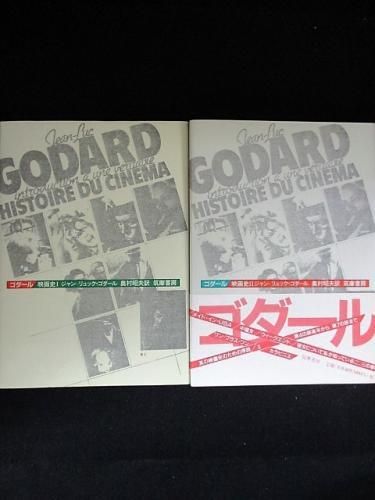 Jean-Luc
GODARD
introduction à une véritable
HISTOIRE DU CINÉMA
ゴダール 映画史I ジャン・リュック・ゴダール 奥村昭夫訳 筑摩書房
Jean-Luc
GODARD
introduction à une véritable
HISTOIRE DU CINÉMA
ゴダール 映画史II ジャン・リュック・ゴダール 奥村昭夫訳 筑摩書房
ゴダール